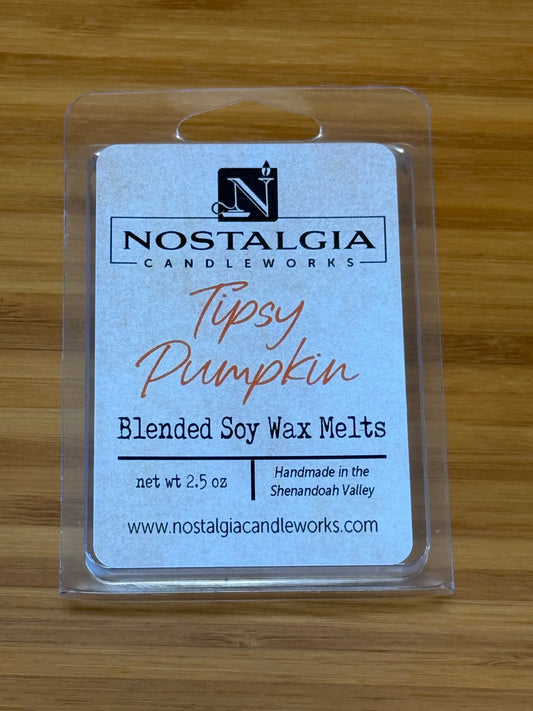 N
NOSTALGIA
CANDLEWORKS
Tipsy
Pumpkin
Blended Soy Wax Melts
net wt 2.5 oz
Handmade in the
Shenandoah Valley
www.nostalgiacandleworks.com